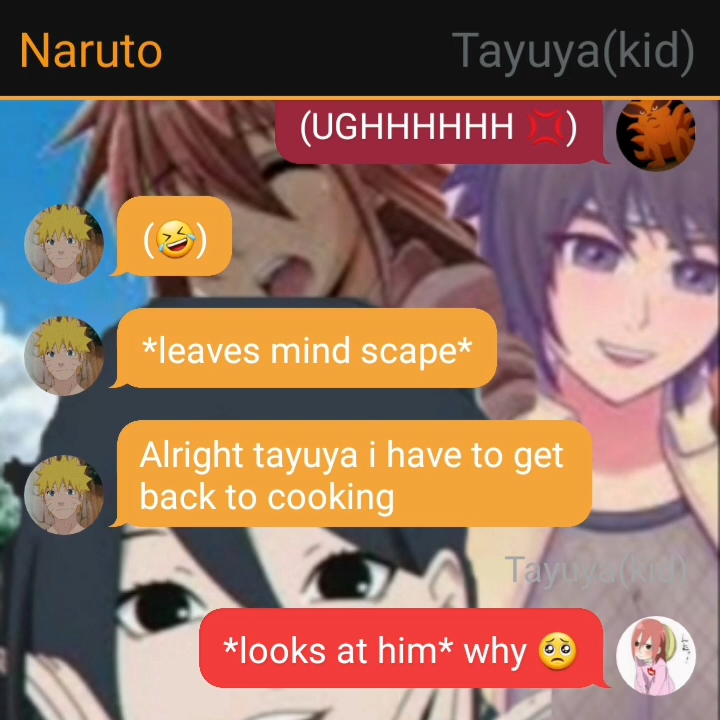 Naruto
Tayuya(kid)
(UGHHHHHH 💢)
(🤣)
*leaves mind scape*
Alright tayuya i have to get
back to cooking
Tayuya(kid)
*looks at him* why 🥺